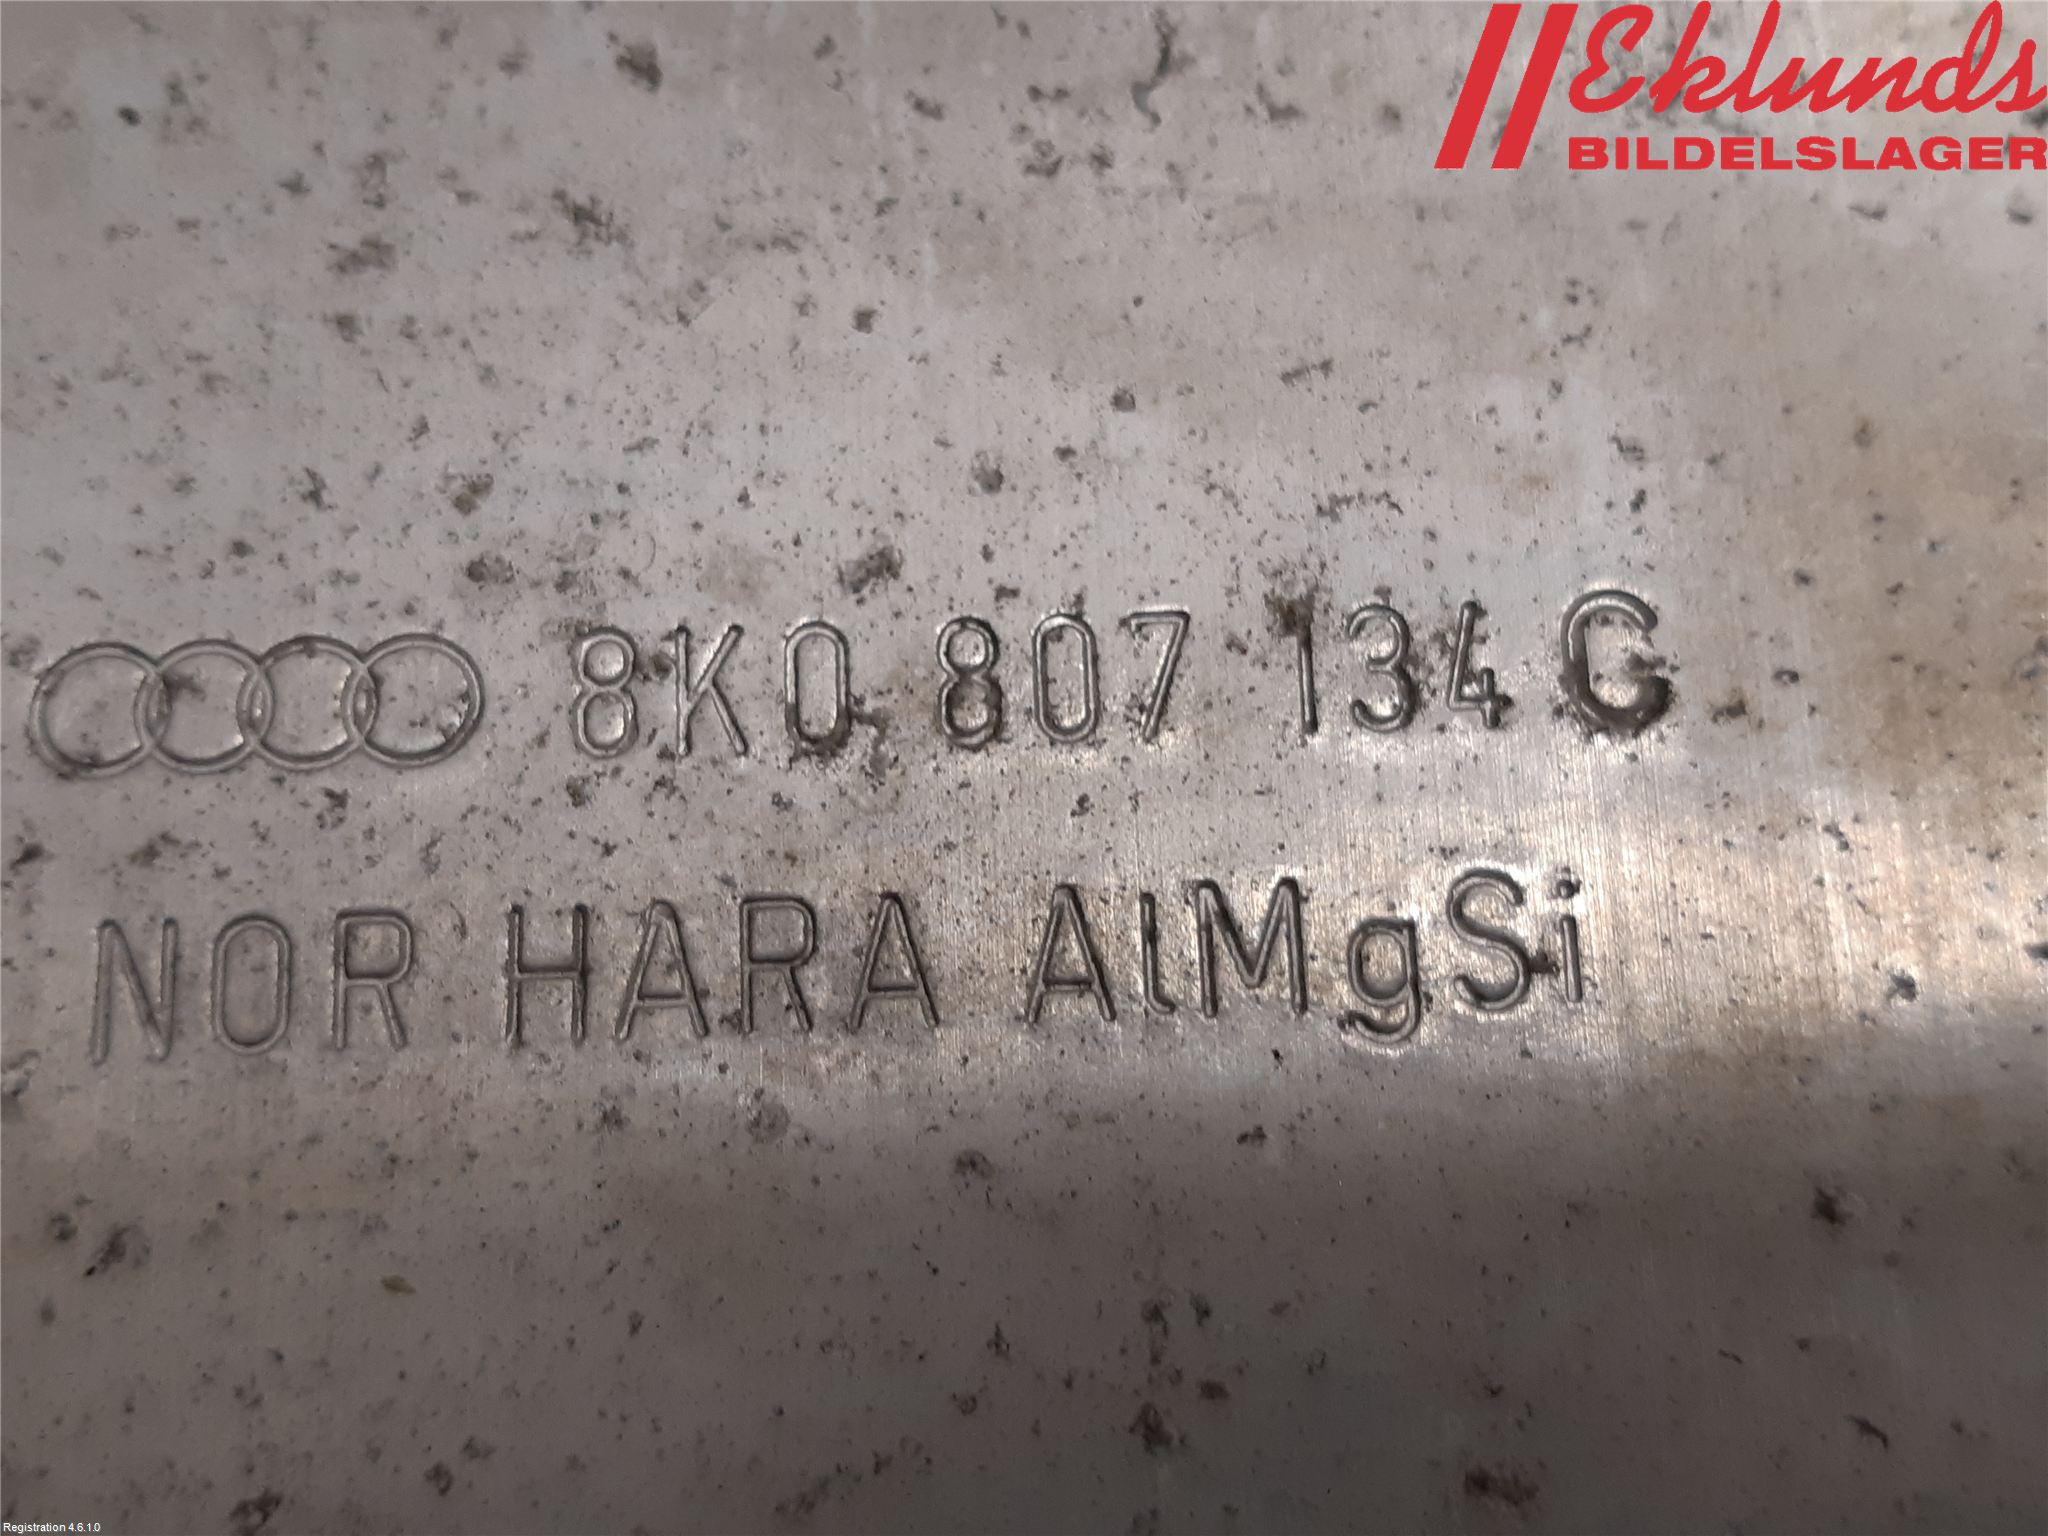 Eklunds
BILDELSLAGER
8K0 807 134 C
NOR HARA AlMgSi
Registration 4.6.1.0